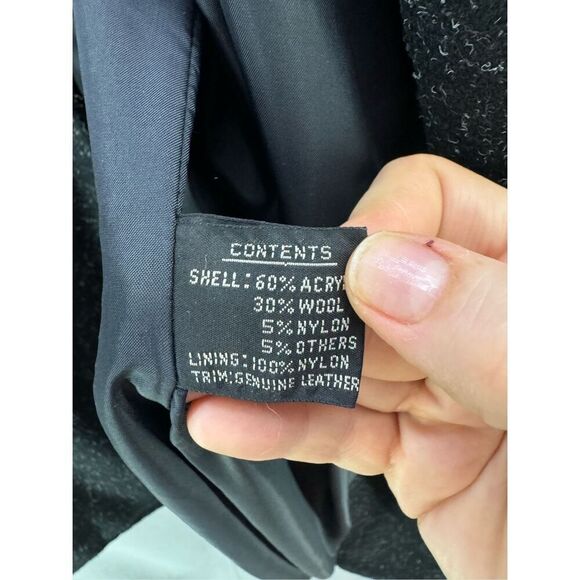 CONTENTS
SHELL: 60% ACRY
30% WOOL
5% NYLON
5% OTHERS
LINING: 100% NYLON
TRIM: GENUINE LEATHER